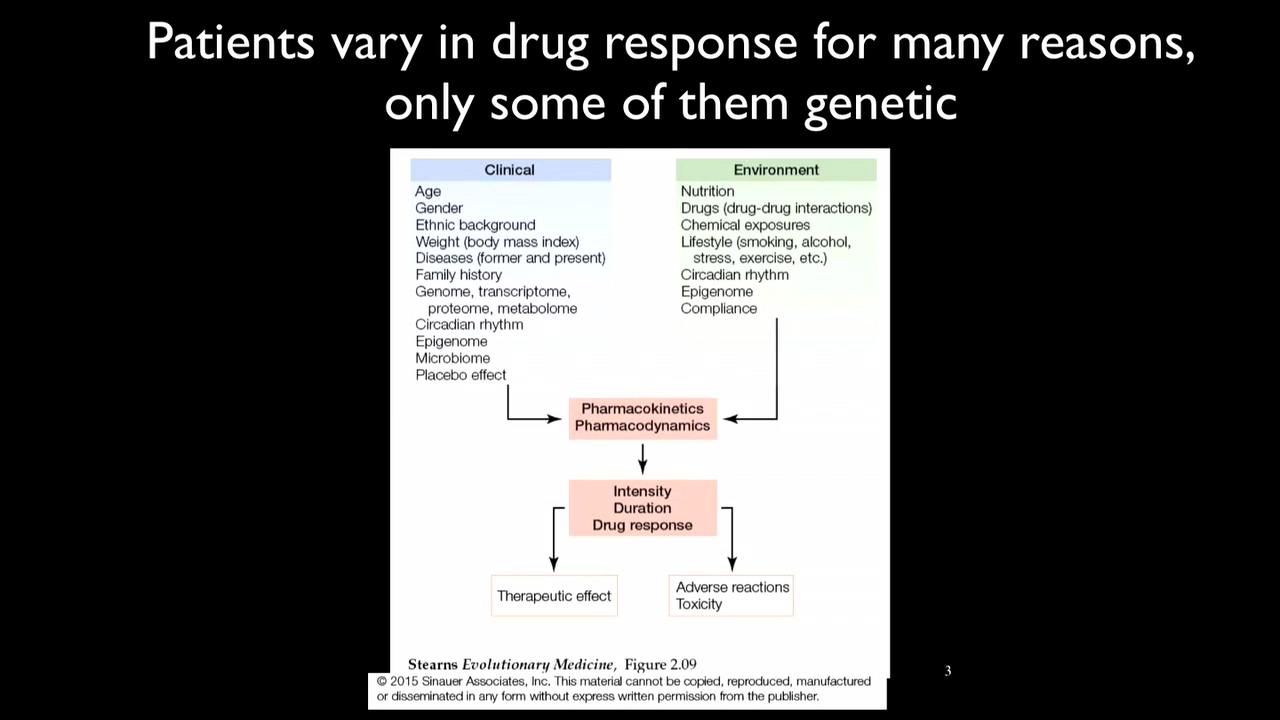 Patients vary in drug response for many reasons,
only some of them genetic
Clinical
Age
Gender
Ethnic background
Weight (body mass index)
Diseases (former and present)
Family history
Genome, transcriptome,
proteome, metabolome
Circadian rhythm
Epigenome
Microbiome
Placebo effect
Environment
Nutrition
Drugs (drug-drug interactions)
Chemical exposures
Lifestyle (smoking, alcohol,
stress, exercise, etc.)
Circadian rhythm
Epigenome
Compliance
Pharmacokinetics
Pharmacodynamics
Intensity
Duration
Drug response
Therapeutic effect
Adverse reactions
Toxicity
Stearns Evolutionary Medicine, Figure 2.09
© 2015 Sinauer Associates, Inc. This material cannot be copied, reproduced, manufactured
or disseminated in any form without express written permission from the publisher.
3